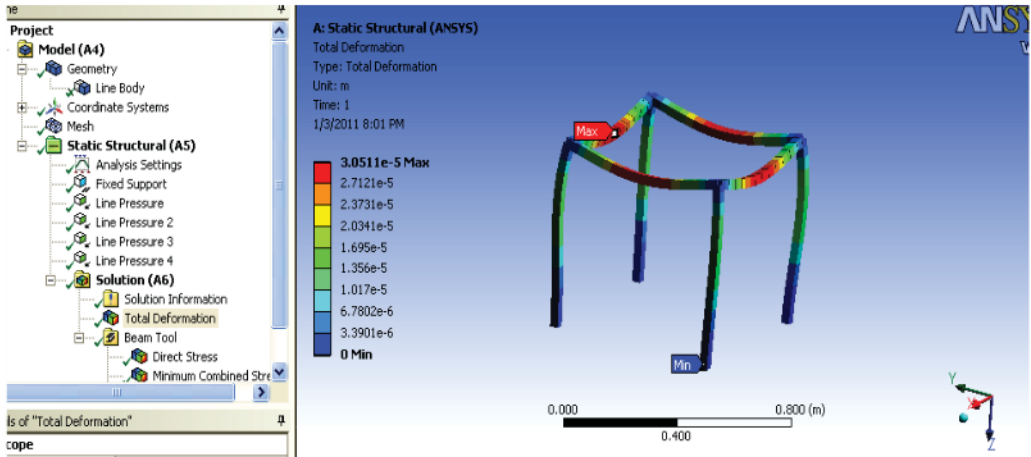 Project
Model (A4)
Geometry
Line Body
Coordinate Systems
Mesh
Static Structural (A5)
Analysis Settings
Fixed Support
Line Pressure
Line Pressure 2
Line Pressure 3
Line Pressure 4
Solution (A6)
Solution Information
Total Deformation
Beam Tool
Direct Stress
Minimum Combined Stre
ls of "Total Deformation"
cope
A: Static Structural (ANSYS)
Total Deformation
Type: Total Deformation
Unit: m
Time: 1
1/3/2011 8:01 PM
3.0511e-5 Max
2.7121e-5
2.3731e-5
2.0341e-5
1.695e-5
1.356e-5
1.017e-5
6.7802e-6
3.3901e-6
0 Min
Max
Min
0.000 0.800 (m)
0.400
ANSY
Y
X
Z